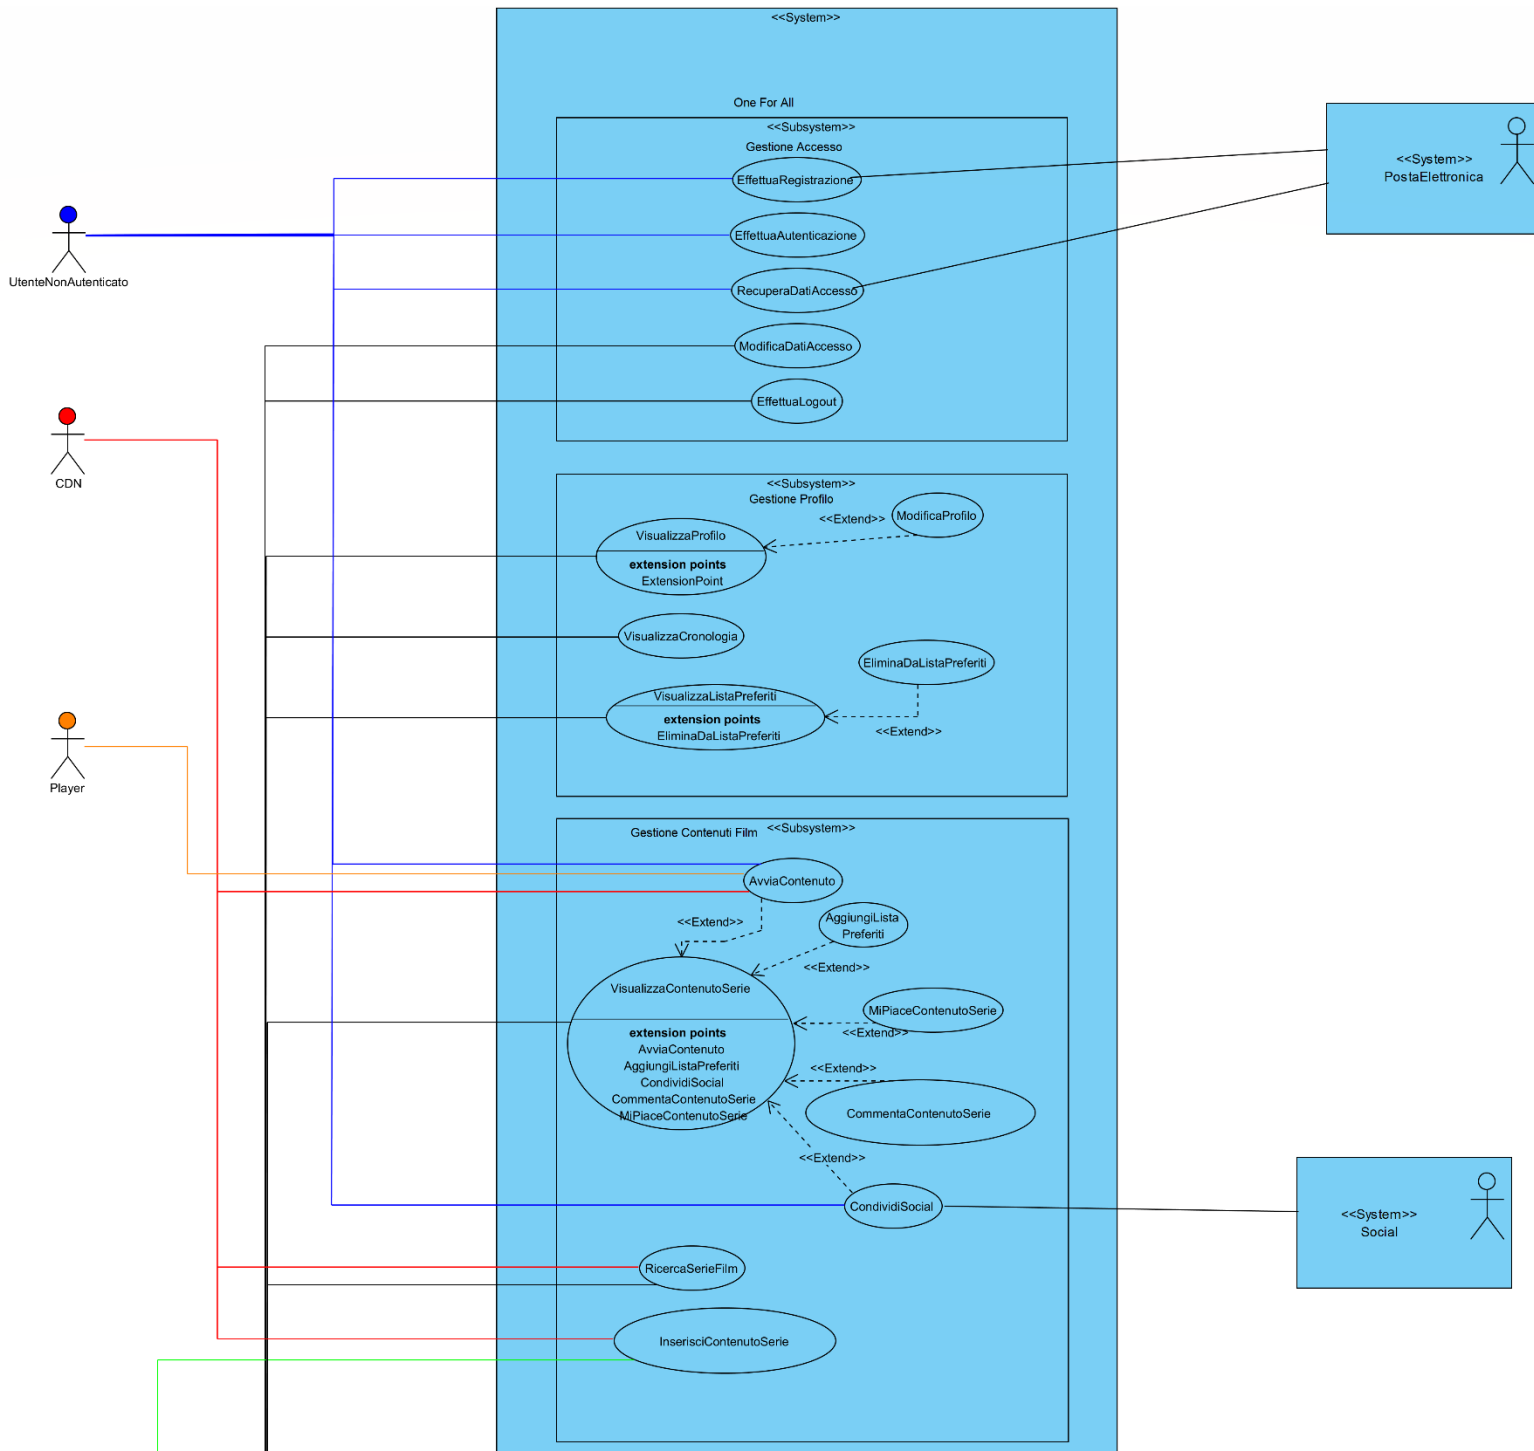 <<System>>
One For All
<<Subsystem>>
Gestione Accesso
EffettuaRegistrazione
EffettuaAutenticazione
RecuperaDatiAccesso
ModificaDatiAccesso
EffettuaLogout
<<System>>
PostaElettronica
UtenteNonAutenticato
CDN
Player
<<Subsystem>>
Gestione Profilo
ModificaProfilo
<<Extend>>
VisualizzaProfilo
extension points
ExtensionPoint
VisualizzaCronologia
EliminaDaListaPreferiti
VisualizzaListaPreferiti
extension points
EliminaDaListaPreferiti
<<Extend>>
<<Subsystem>>
Gestione Contenuti Film
AvviaContenuto
<<Extend>>
AggiungiLista
Preferiti
<<Extend>>
VisualizzaContenutoSerie
extension points
AvviaContenuto
AggiungiListaPreferiti
CondividiSocial
CommentaContenutoSerie
MiPiaceContenutoSerie
MiPiaceContenutoSerie
<<Extend>>
<<Extend>>
CommentaContenutoSerie
<<Extend>>
CondividiSocial
<<System>>
Social
RicercaSerieFilm
InserisciContenutoSerie